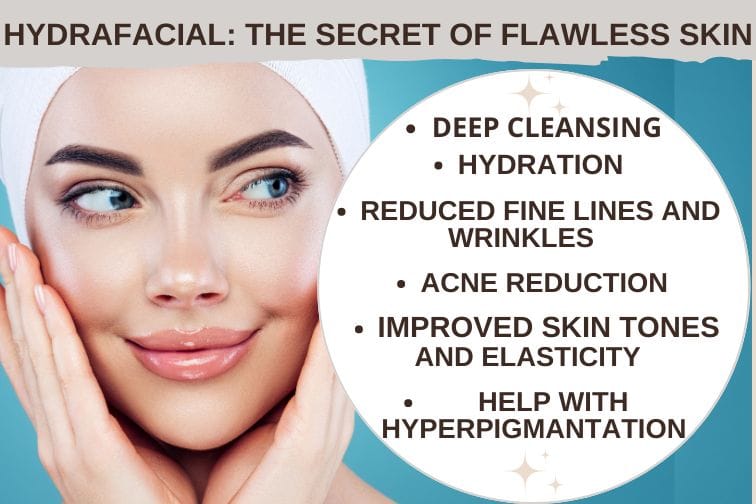 HYDRAFACIAL: THE SECRET OF FLAWLESS SKIN
• DEEP CLEANSING
• HYDRATION
• REDUCED FINE LINES AND
WRINKLES
• ACNE REDUCTION
• IMPROVED SKIN TONES
AND ELASTICITY
• HELP WITH
HYPERPIGMANTATION